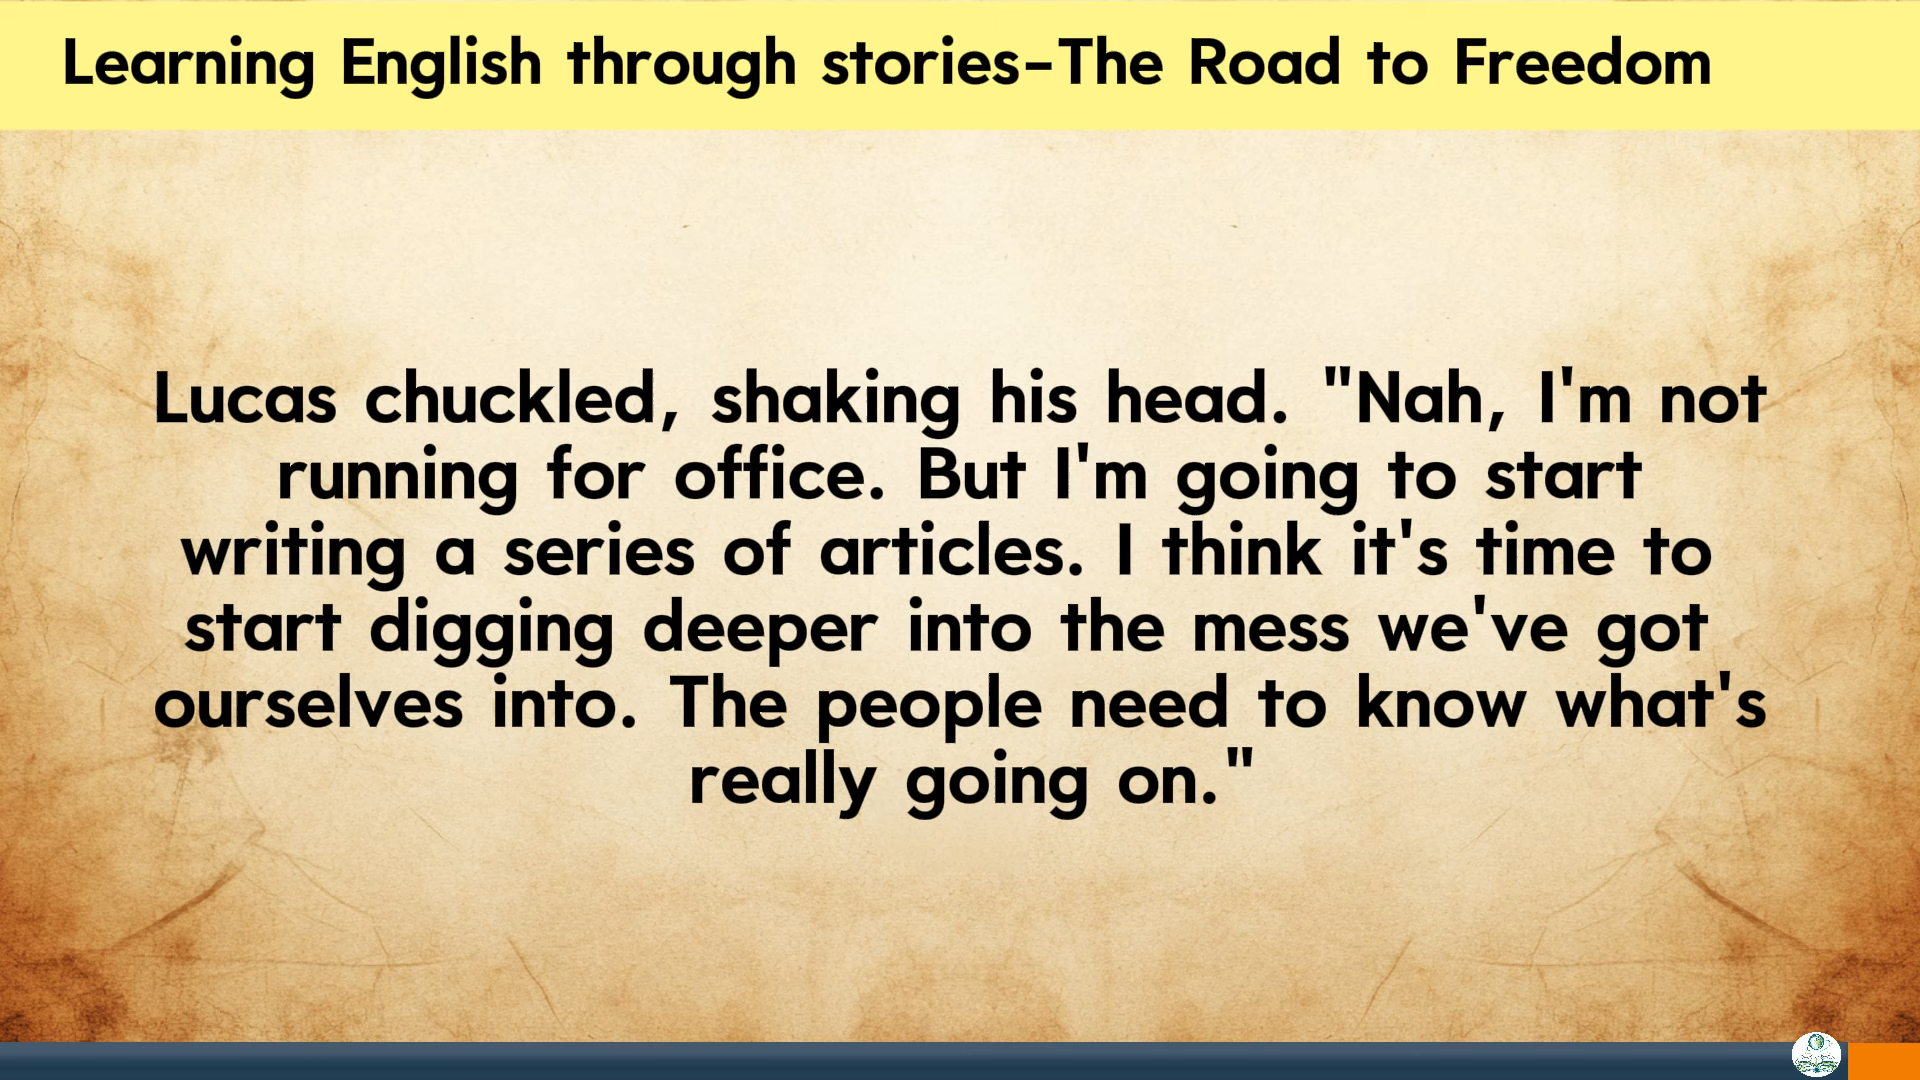 Learning English through stories-The Road to Freedom
Lucas chuckled, shaking his head. "Nah, I'm not
running for office. But I'm going to start
writing a series of articles. I think it's time to
start digging deeper into the mess we've got
ourselves into. The people need to know what's
really going on."